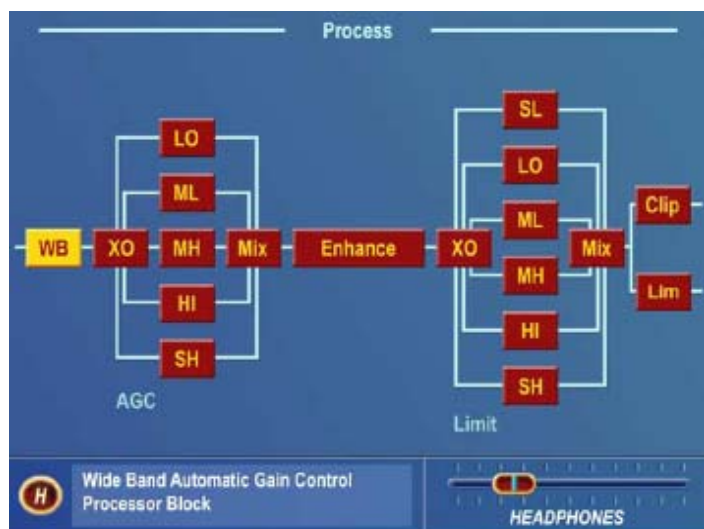 Process
SL
LO
LO
ML
ML
Clip
WB
XO
MH
Mix
Enhance
XO
Mix
MH
HI
Lim
HI
SH
SH
AGC
Limit
H
Wide Band Automatic Gain Control
Processor Block
HEADPHONES